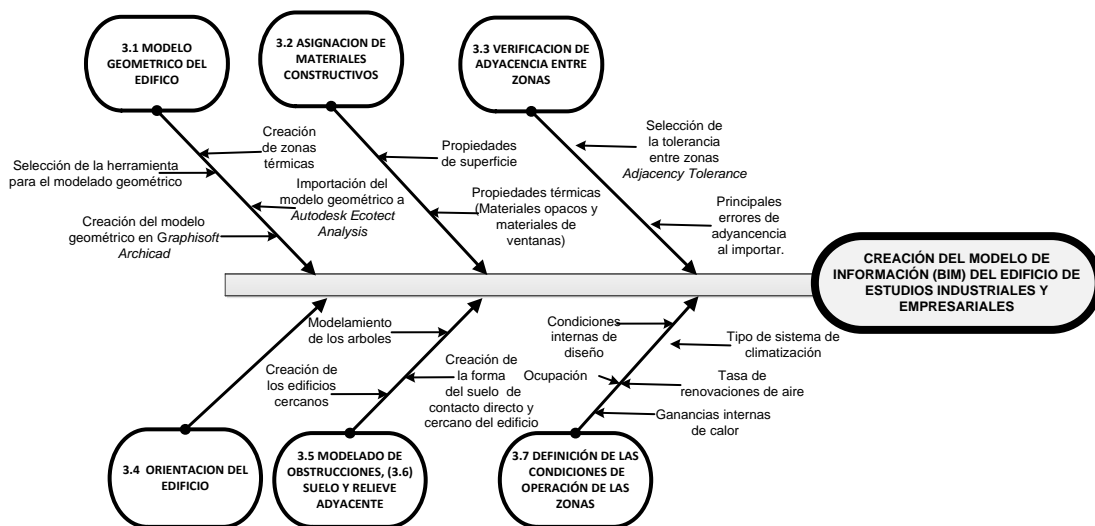 3.1 MODELO
GEOMETRICO DEL
EDIFICO
3.2 ASIGNACION DE
MATERIALES
CONSTRUCTIVOS
3.3 VERIFICACION DE
ADYACENCIA ENTRE
ZONAS
Creación
de zonas
térmicas
Selección de la herramienta
para el modelado geométrico
Importación del
modelo geométrico a
Autodesk Ecotect
Analysis
Creación del modelo
geométrico en Graphisoft
Archicad
Propiedades
de superficie
Propiedades térmicas
(Materiales opacos y
materiales de
ventanas)
Selección de
la tolerancia
entre zonas
Adjacency Tolerance
Principales
errores de
adyancencia
al importar.
CREACIÓN DEL MODELO DE
INFORMACIÓN (BIM) DEL EDIFICIO DE
ESTUDIOS INDUSTRIALES Y
EMPRESARIALES
Modelamiento
de los arboles
Creación de
los edificios
cercanos
Creación de
la forma
del suelo de
contacto directo y
cercano del edificio
Condiciones
internas de
diseño
Tipo de sistema de
climatización
Ocupación
Tasa de
renovaciones de aire
Ganancias internas
de calor
3.4 ORIENTACION DEL
EDIFICIO
3.5 MODELADO DE
OBSTRUCCIONES, (3.6)
SUELO Y RELIEVE
ADYACENTE
3.7 DEFINICIÓN DE LAS
CONDICIONES DE
OPERACIÓN DE LAS
ZONAS